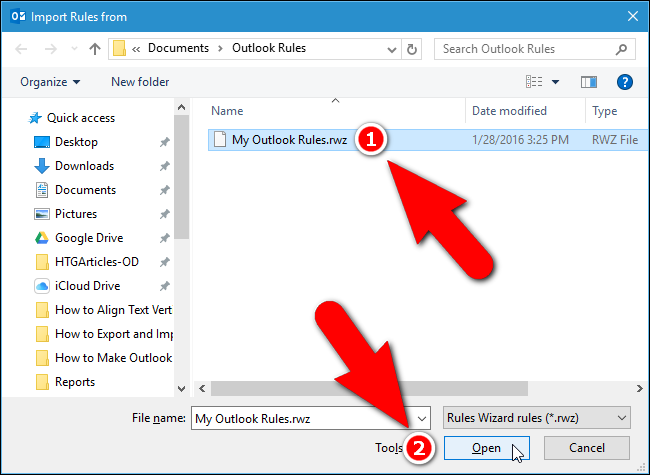 Import Rules from
« Documents > Outlook Rules
Search Outlook Rules
Organize New folder
?
Name Date modified Type
Quick access
My Outlook Rules.rwz 1 1/28/2016 3:25 PM RWZ File
Desktop
Downloads
Documents
Pictures
Google Drive
HTGArticles-OD
iCloud Drive
How to Align Text Vert
How to Export and Imp
How to Make Outlook
Reports
File name: My Outlook Rules.rwz Rules Wizard rules (*.rwz)
Tools 2 Open Cancel